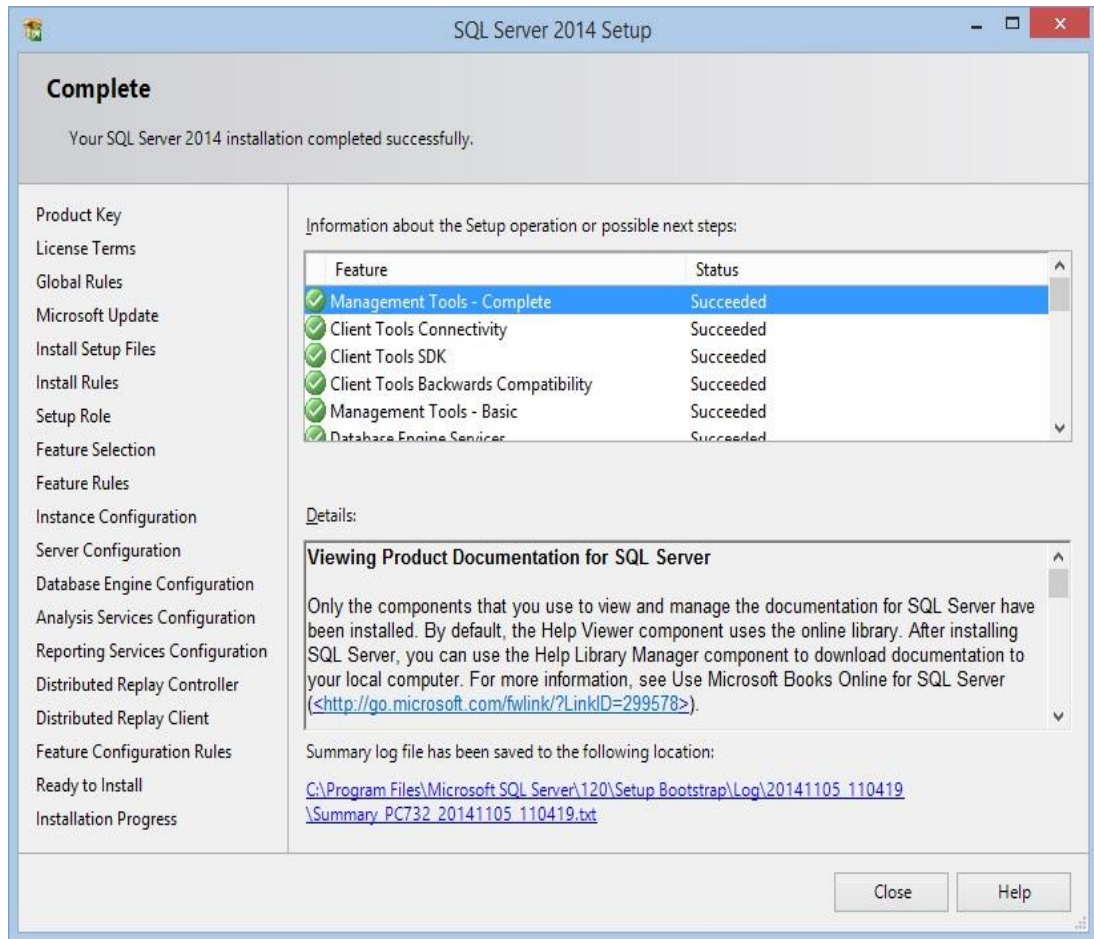 SQL Server 2014 Setup
Complete
Your SQL Server 2014 installation completed successfully.
Product Key
License Terms
Global Rules
Microsoft Update
Install Setup Files
Install Rules
Setup Role
Feature Selection
Feature Rules
Instance Configuration
Server Configuration
Database Engine Configuration
Analysis Services Configuration
Reporting Services Configuration
Distributed Replay Controller
Distributed Replay Client
Feature Configuration Rules
Ready to Install
Installation Progress
Information about the Setup operation or possible next steps:
Feature Status
Management Tools - Complete Succeeded
Client Tools Connectivity Succeeded
Client Tools SDK Succeeded
Client Tools Backwards Compatibility Succeeded
Management Tools - Basic Succeeded
Database Engine Services Succeeded
Details:
Viewing Product Documentation for SQL Server
Only the components that you use to view and manage the documentation for SQL Server have
been installed. By default, the Help Viewer component uses the online library. After installing
SQL Server, you can use the Help Library Manager component to download documentation to
your local computer. For more information, see Use Microsoft Books Online for SQL Server
(<http://go.microsoft.com/fwlink/?LinkID=299578>).
Summary log file has been saved to the following location:
C:\Program Files\Microsoft SQL Server\120\Setup Bootstrap\Log\20141105_110419
\Summary_PC732_20141105_110419.txt
Close Help